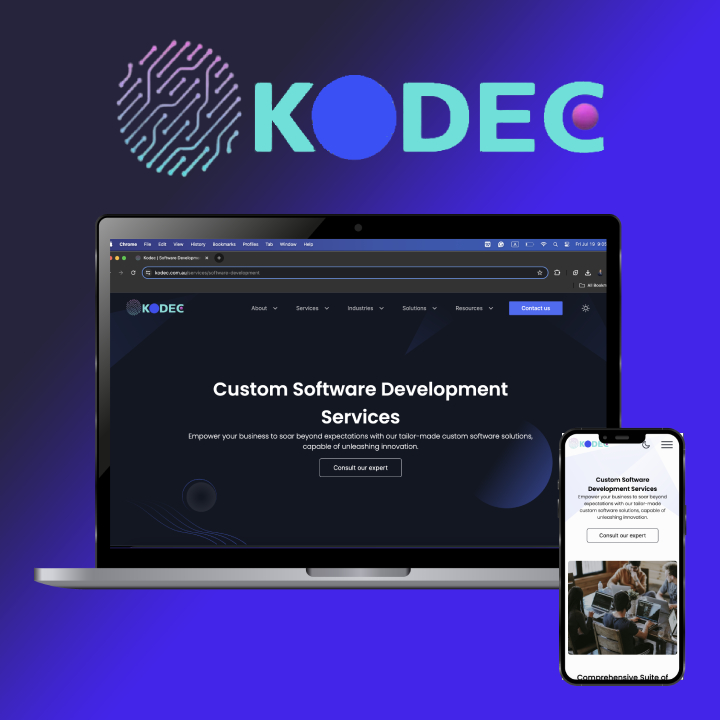 KODEC
Chrome File Edit View History Bookmarks Profiles Tab Window Help
Fri Jul 19 9:05
Kodec | Software Developme
kodec.com.au/services/software-development
All Bookm
KODEC About Services Industries Solutions Resources Contact us
Custom Software Development
Services
Empower your business to soar beyond expectations with our tailor-made custom software solutions,
capable of unleashing innovation.
Consult our expert
KODEC
Custom Software
Development Services
Empower your business to soar beyond
expectations with our tailor-made
custom software solutions, capable of
unleashing innovation.
Consult our expert
Comprehensive Suite of